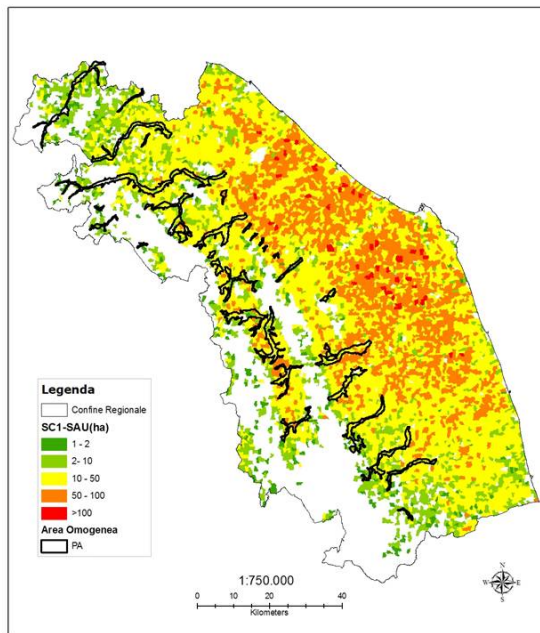 Legenda
Confine Regionale
SC1-SAU(ha)
1 - 2
2- 10
10 - 50
50 - 100
>100
Area Omogenea
PA
1:750.000
0 10 20 40
Kilometers
N
W E
S